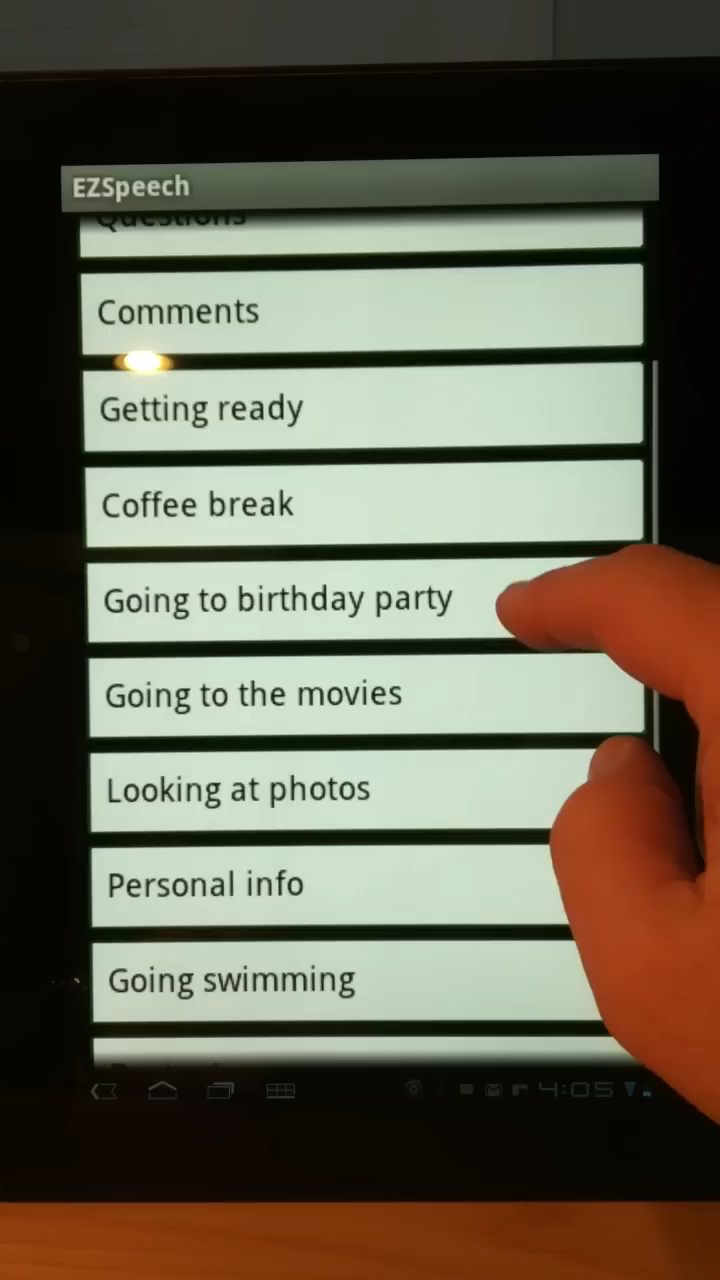 EZSpeech
Questions
Comments
Getting ready
Coffee break
Going to birthday party
Going to the movies
Looking at photos
Personal info
Going swimming
4:05